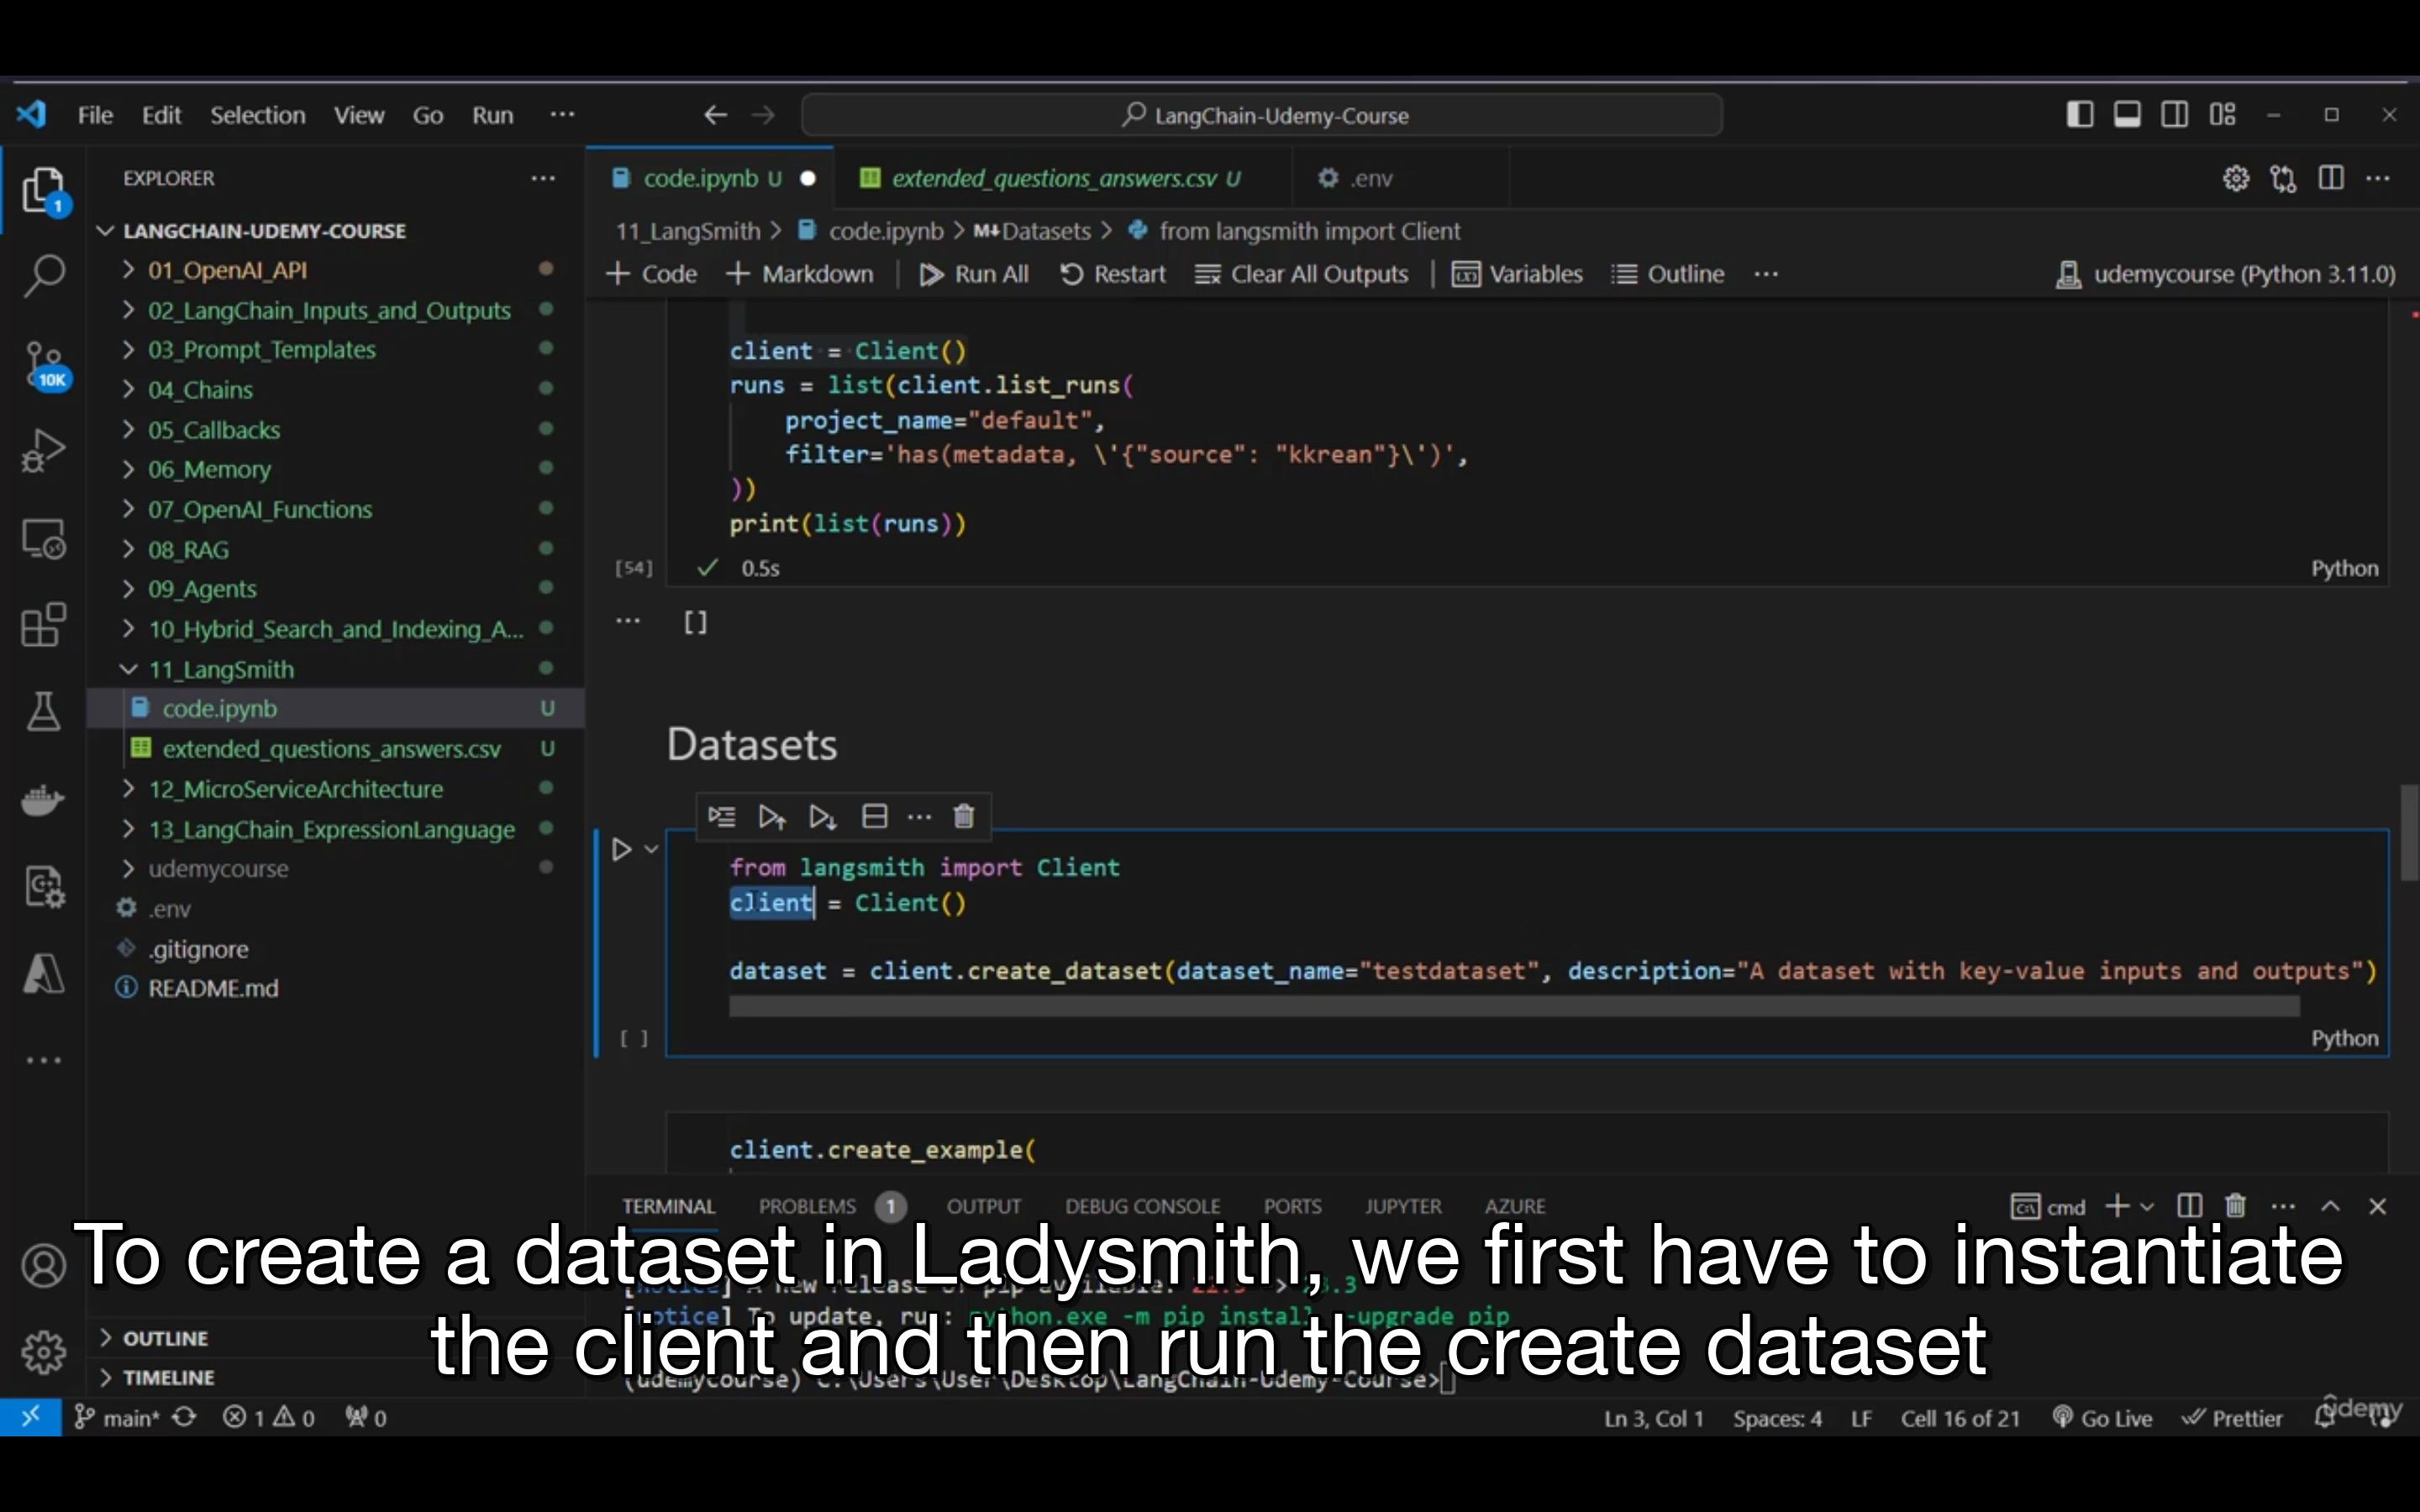 File Edit Selection View Go Run ...
LangChain-Udemy-Course
EXPLORER ...
code.ipynb U
extended_questions_answers.csv U
.env
1
LANGCHAIN-UDEMY-COURSE
11_LangSmith > code.ipynb > M↓Datasets > from langsmith import Client
+ Code + Markdown | Run All Restart Clear All Outputs | Variables Outline ...
udemycourse (Python 3.11.0)
01_OpenAI_API
02_LangChain_Inputs_and_Outputs
03_Prompt_Templates
10K
04_Chains
05_Callbacks
06_Memory
07_OpenAI_Functions
08_RAG
09_Agents
10_Hybrid_Search_and_Indexing_A...
11_LangSmith
code.ipynb U
extended_questions_answers.csv U
12_MicroServiceArchitecture
13_LangChain_ExpressionLanguage
udemycourse
.env
.gitignore
README.md
OUTLINE
TIMELINE
client = Client()
runs = list(client.list_runs(
project_name="default",
filter='has(metadata, \'{"source": "kkrean"}\')',
))
print(list(runs))
[54] 0.5s Python
... []
Datasets
from langsmith import Client
client = Client()
dataset = client.create_dataset(dataset_name="testdataset", description="A dataset with key-value inputs and outputs")
[ ] Python
client.create_example(
TERMINAL PROBLEMS 1 OUTPUT DEBUG CONSOLE PORTS JUPYTER AZURE
cmd
To create a dataset in Ladysmith, we first have to instantiate
the client and then run the create dataset
[notice] To update, run: python.exe -m pip install --upgrade pip
(udemycourse) C:\Users\User\Desktop\LangChain-Udemy-Course>
main* 1 0 0
Ln 3, Col 1 Spaces: 4 LF Cell 16 of 21 Go Live Prettier
ûdemy